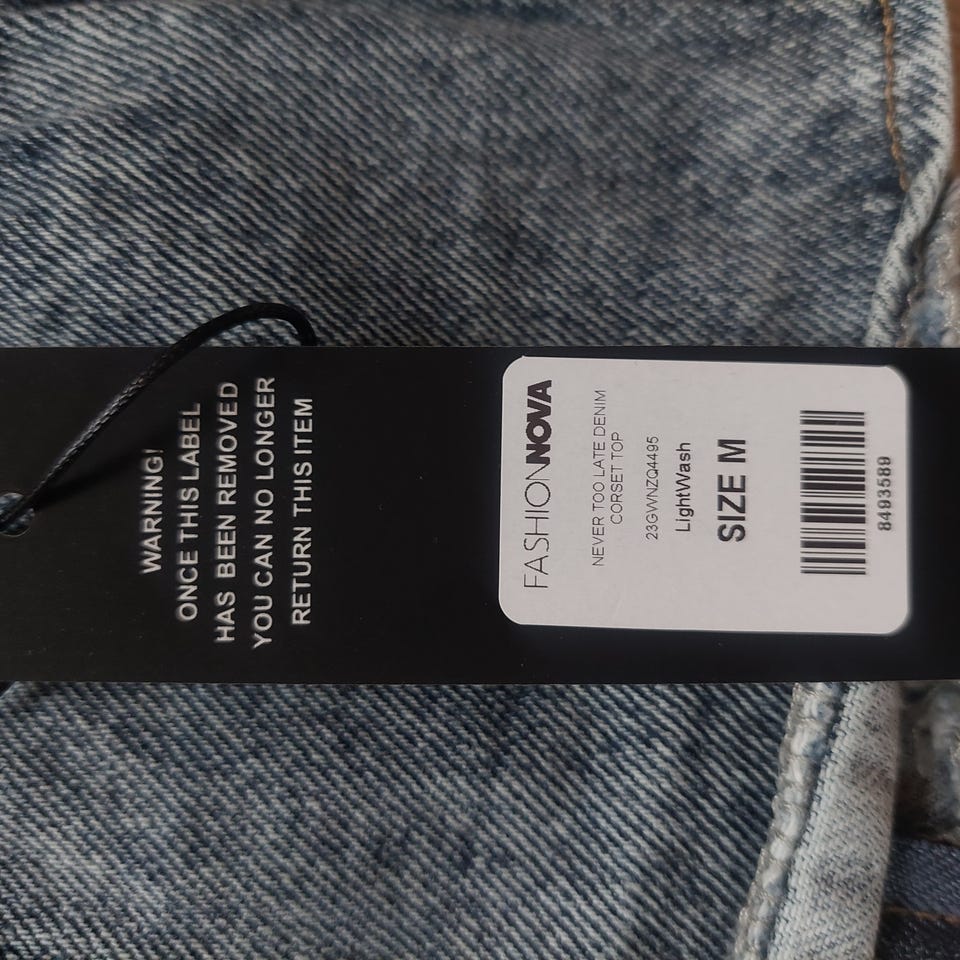 WARNING!
ONCE THIS LABEL
HAS BEEN REMOVED
YOU CAN NO LONGER
RETURN THIS ITEM
FASHIONNOVA
NEVER TOO LATE DENIM
CORSET TOP
23GWNZQ4495
LightWash
SIZE M
8493589